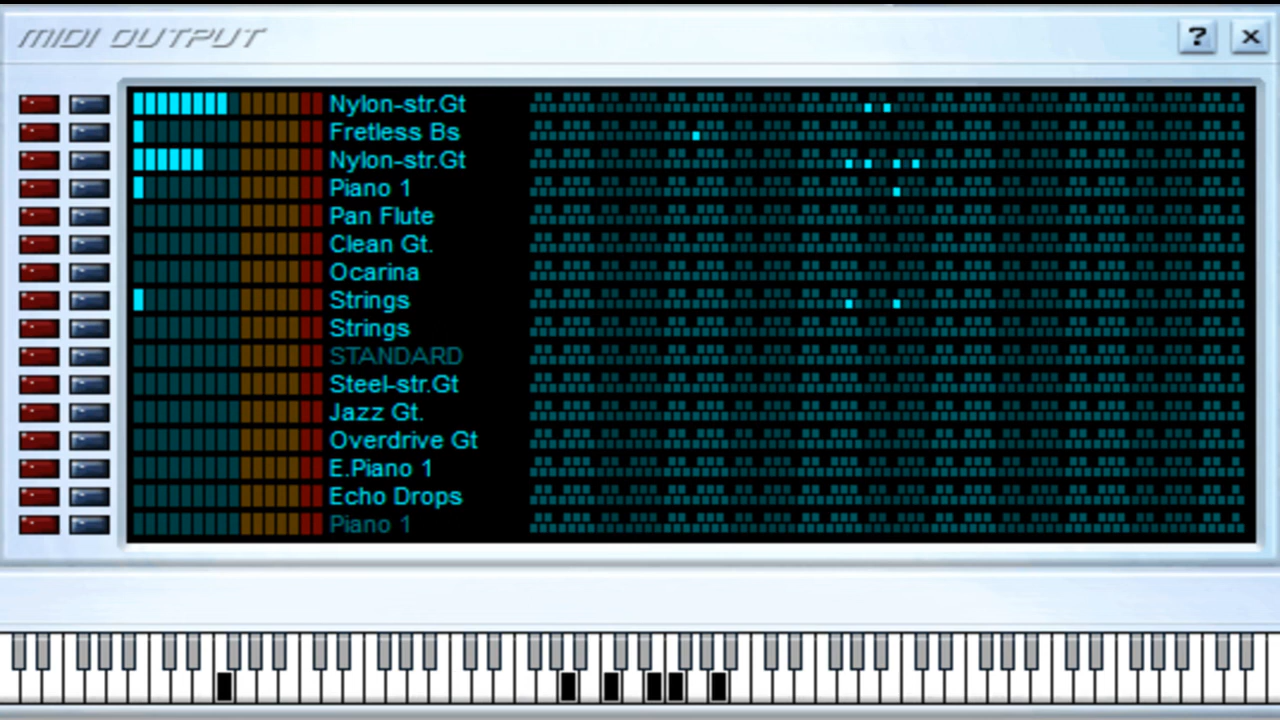 MIDI OUTPUT
? ×
Nylon-str.Gt
Fretless Bs
Nylon-str.Gt
Piano 1
Pan Flute
Clean Gt.
Ocarina
Strings
Strings
STANDARD
Steel-str.Gt
Jazz Gt.
Overdrive Gt
E.Piano 1
Echo Drops
Piano 1